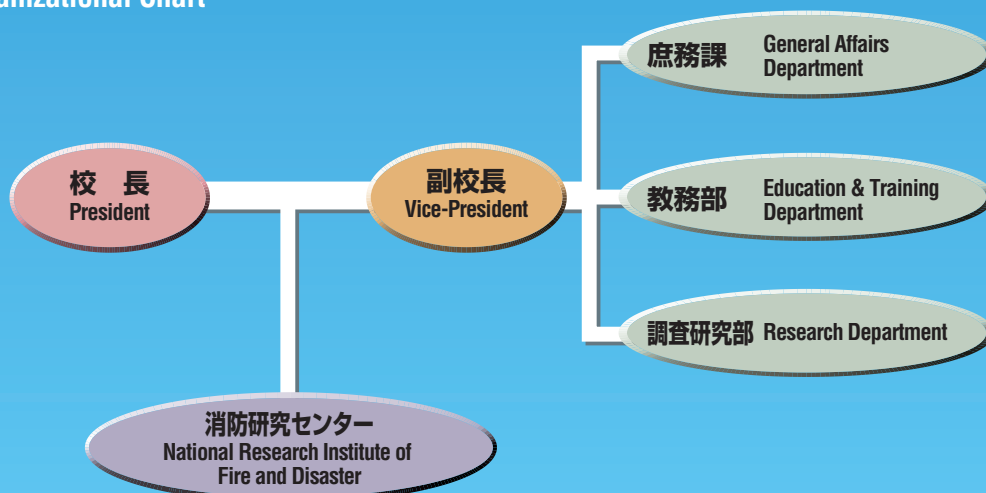 校 長
President
副校長
Vice-President
庶務課
General Affairs
Department
教務部
Education & Training
Department
調査研究部
Research Department
消防研究センター
National Research Institute of
Fire and Disaster
Chart